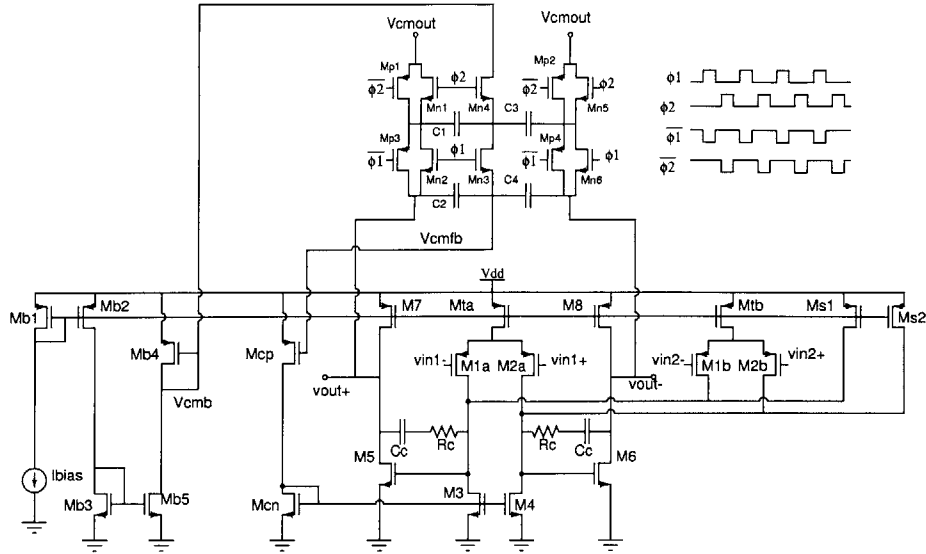 Vcmout Vcmout
Mp1 Mp2
ϕ2 ϕ2
ϕ1
ϕ2 ϕ2
Mn1 Mn4 C3 Mn5
ϕ2
C1
Mp3 Mp4
ϕ1
ϕ1 ϕ1 ϕ1
ϕ1
Mn2 Mn3 C4 Mn6
ϕ2
C2
Vcmfb
Vdd
Mb1 Mb2 M7 Mta M8 Mtb Ms1 Ms2
Mb4 Mcp vin1- M1a M2a vin1+ vin2- M1b M2b vin2+
vout+ vout-
Vcmb
Cc Rc Rc Cc
M5 M6
Ibias
Mb3 Mb5 Mcn M3 M4